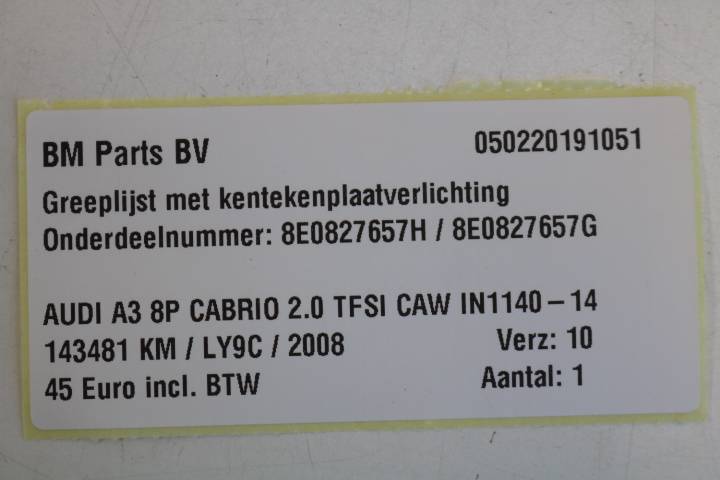 BM Parts BV 050220191051
Greeplijst met kentekenplaatverlichting
Onderdeelnummer: 8E0827657H / 8E0827657G
AUDI A3 8P CABRIO 2.0 TFSI CAW IN1140-14
143481 KM / LY9C / 2008 Verz: 10
45 Euro incl. BTW Aantal: 1